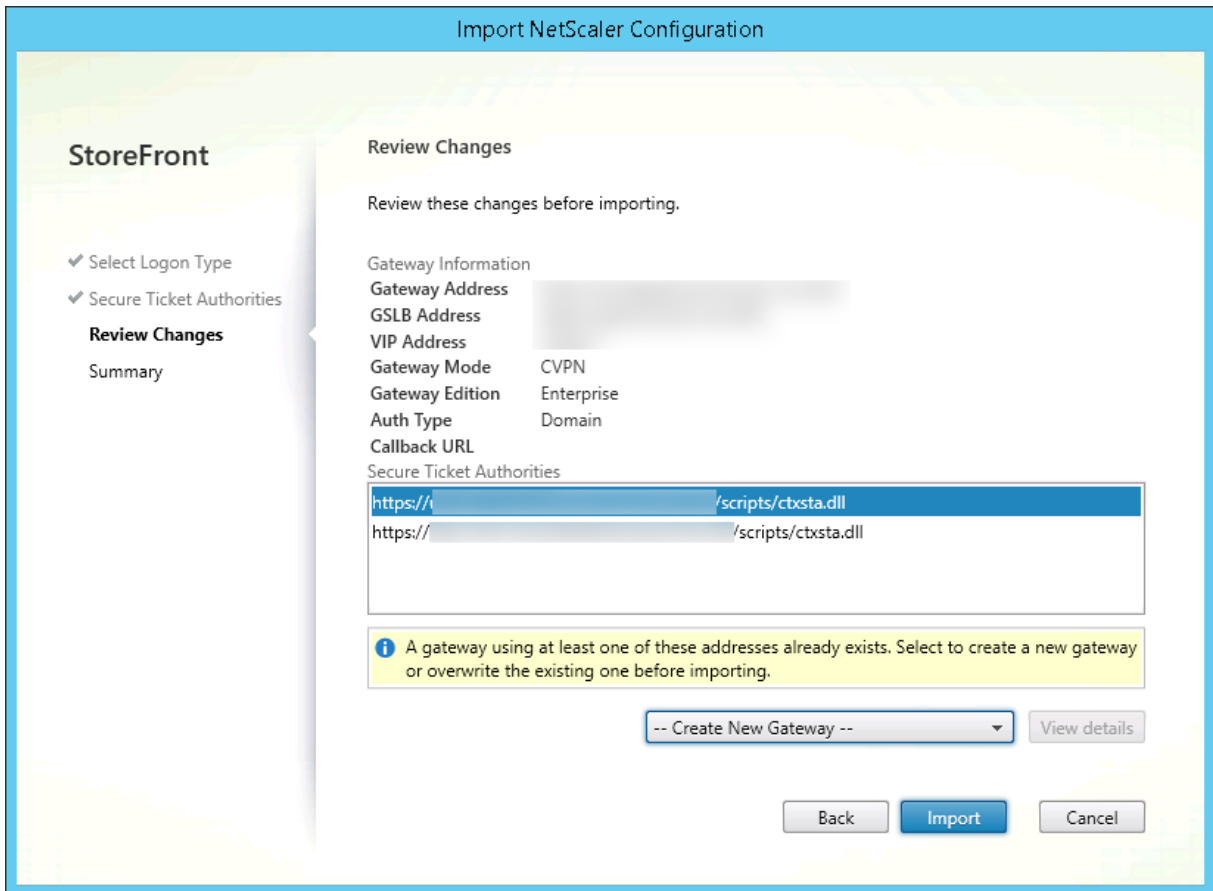 Import NetScaler Configuration
StoreFront
Select Logon Type
Secure Ticket Authorities
Review Changes
Summary
Review Changes
Review these changes before importing.
Gateway Information
Gateway Address
GSLB Address
VIP Address
Gateway Mode CVPN
Gateway Edition Enterprise
Auth Type Domain
Callback URL
Secure Ticket Authorities
https:// /scripts/ctxsta.dll
https:// /scripts/ctxsta.dll
A gateway using at least one of these addresses already exists. Select to create a new gateway
or overwrite the existing one before importing.
-- Create New Gateway -- View details
Back Import Cancel